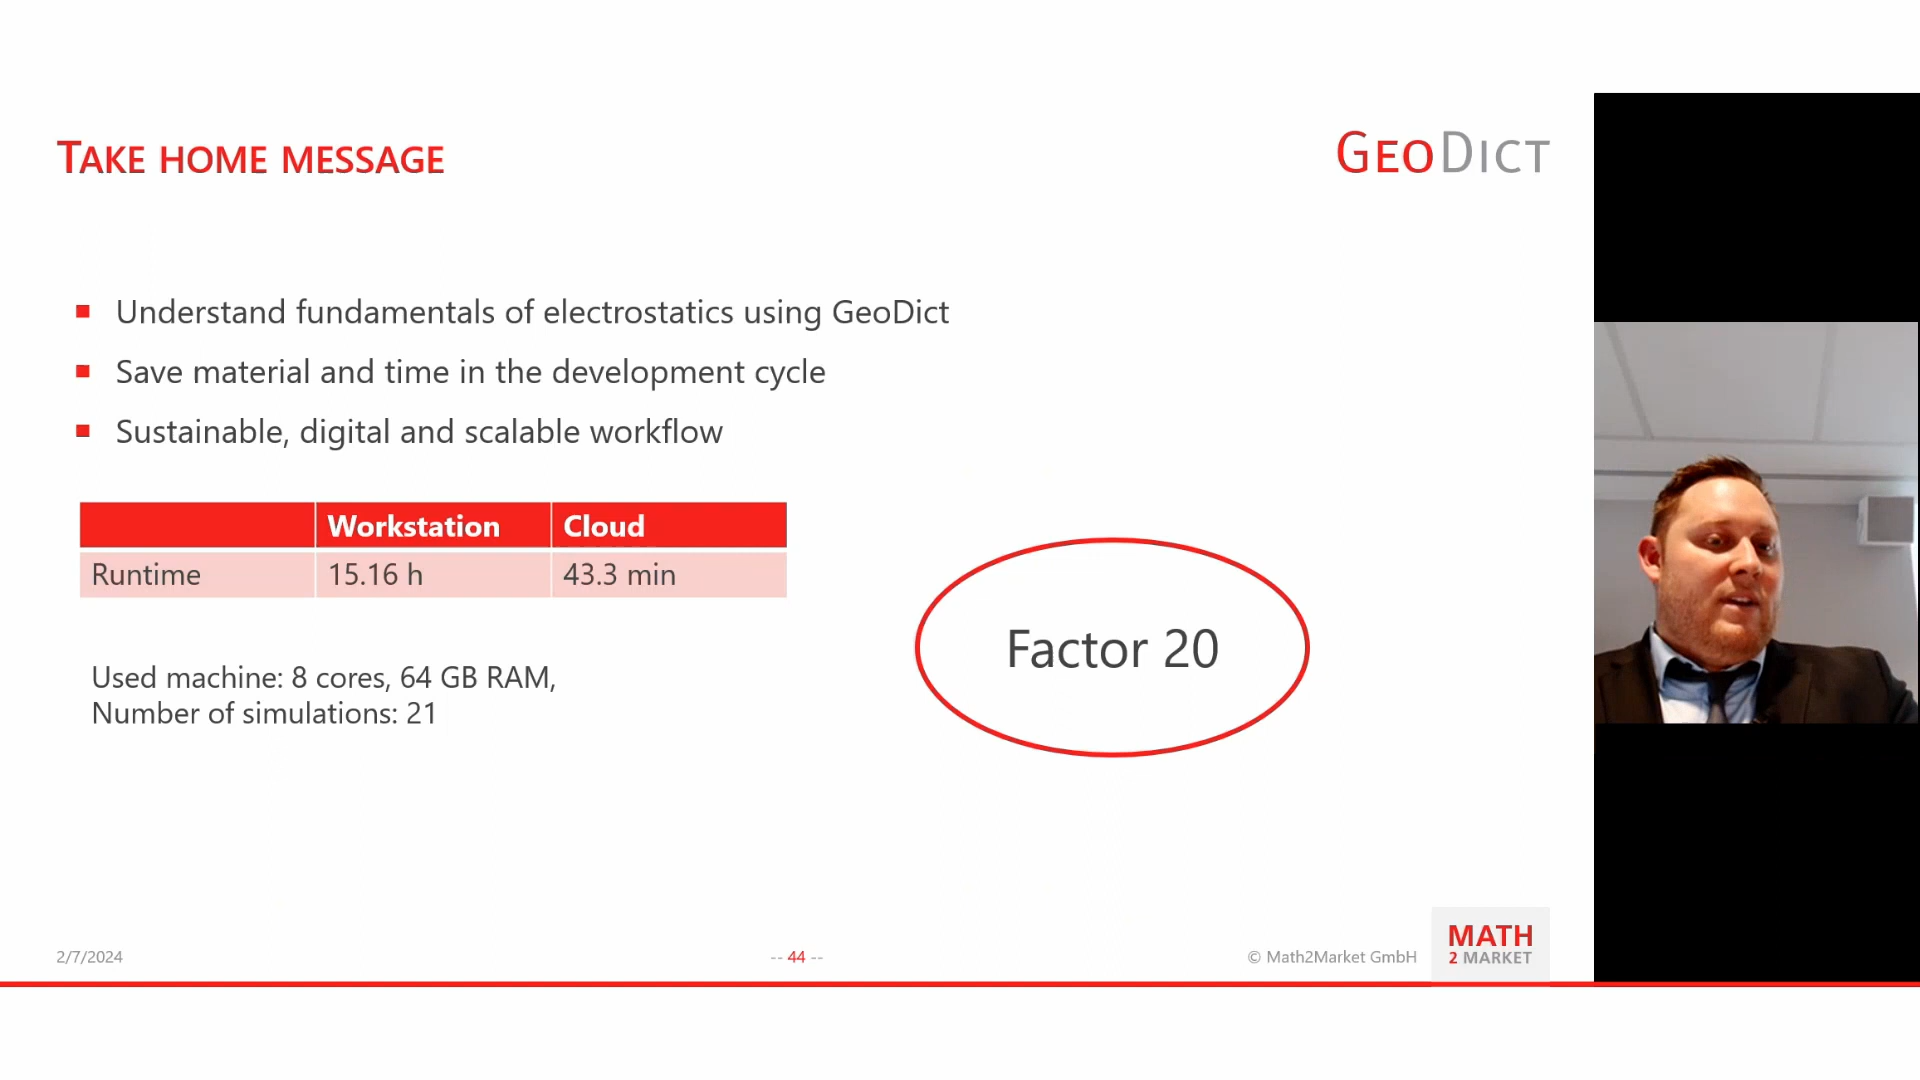 TAKE HOME MESSAGE
GEODICT
Understand fundamentals of electrostatics using GeoDict
Save material and time in the development cycle
Sustainable, digital and scalable workflow
Workstation Cloud
Runtime 15.16 h 43.3 min
Factor 20
Used machine: 8 cores, 64 GB RAM,
Number of simulations: 21
2/7/2024
-- 44 --
© Math2Market GmbH
MATH
2 MARKET